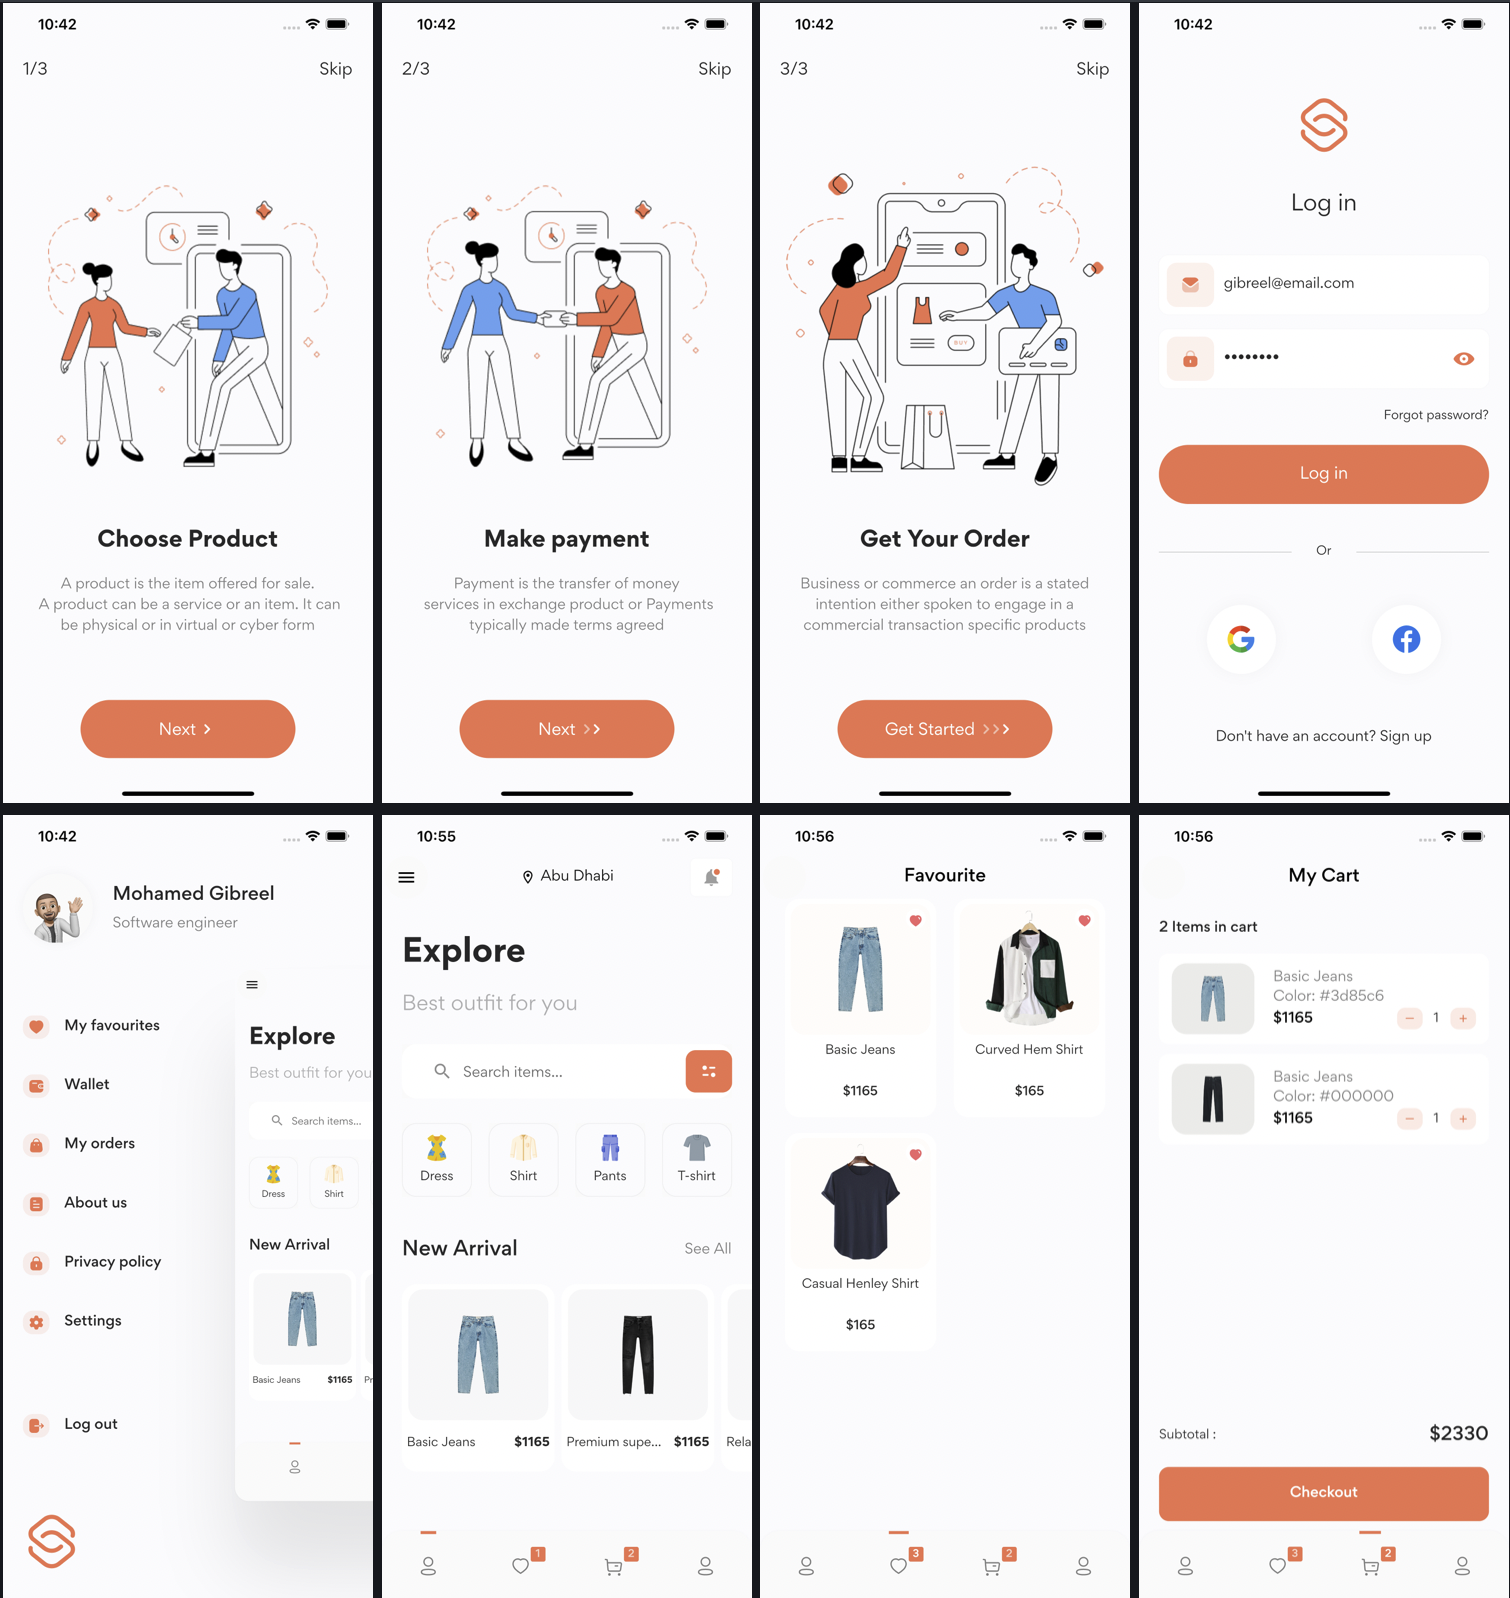 10:42
1/3
Skip
Choose Product
A product is the item offered for sale.
A product can be a service or an item. It can
be physical or in virtual or cyber form
Next
10:42
2/3
Skip
Make payment
Payment is the transfer of money
services in exchange product or Payments
typically made terms agreed
Next
10:42
3/3
Skip
BUY
Get Your Order
Business or commerce an order is a stated
intention either spoken to engage in a
commercial transaction specific products
Get Started
10:42
Log in
gibreel@email.com
••••••••
Forgot password?
Log in
Or
Don't have an account? Sign up
10:42
Mohamed Gibreel
Software engineer
My favourites
Wallet
My orders
About us
Privacy policy
Settings
Log out
Explore
Best outfit for you
Search items...
Dress
Shirt
New Arrival
Basic Jeans
$1165
Pr
10:55
Abu Dhabi
Explore
Best outfit for you
Search items...
Dress
Shirt
Pants
T-shirt
New Arrival
See All
Basic Jeans
$1165
Premium supe...
$1165
Rela
1
2
10:56
Favourite
Basic Jeans
$1165
Curved Hem Shirt
$165
Casual Henley Shirt
$165
3
2
10:56
My Cart
2 Items in cart
Basic Jeans
Color: #3d85c6
$1165
− 1 +
Basic Jeans
Color: #000000
$1165
− 1 +
Subtotal :
$2330
Checkout
3
2